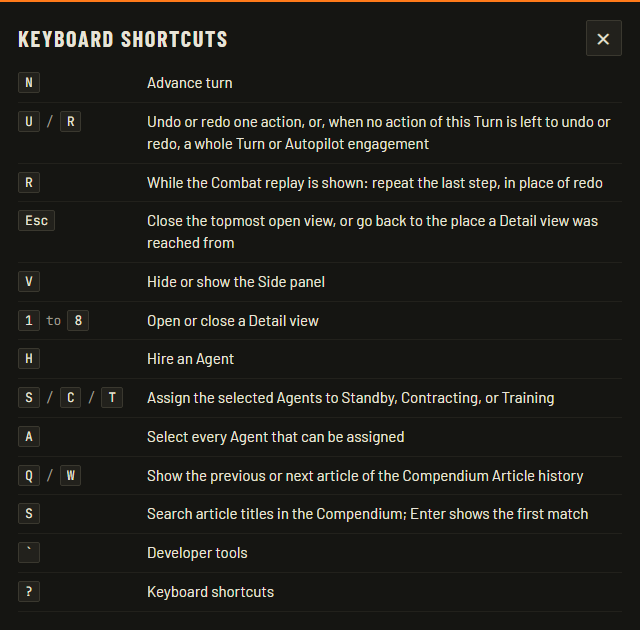 KEYBOARD SHORTCUTS ✕
N Advance turn
U / R Undo or redo one action, or, when no action of this Turn is left to undo or
redo, a whole Turn or Autopilot engagement
R While the Combat replay is shown: repeat the last step, in place of redo
Esc Close the topmost open view, or go back to the place a Detail view was
reached from
V Hide or show the Side panel
1 to 8 Open or close a Detail view
H Hire an Agent
S / C / T Assign the selected Agents to Standby, Contracting, or Training
A Select every Agent that can be assigned
Q / W Show the previous or next article of the Compendium Article history
S Search article titles in the Compendium; Enter shows the first match
` Developer tools
? Keyboard shortcuts